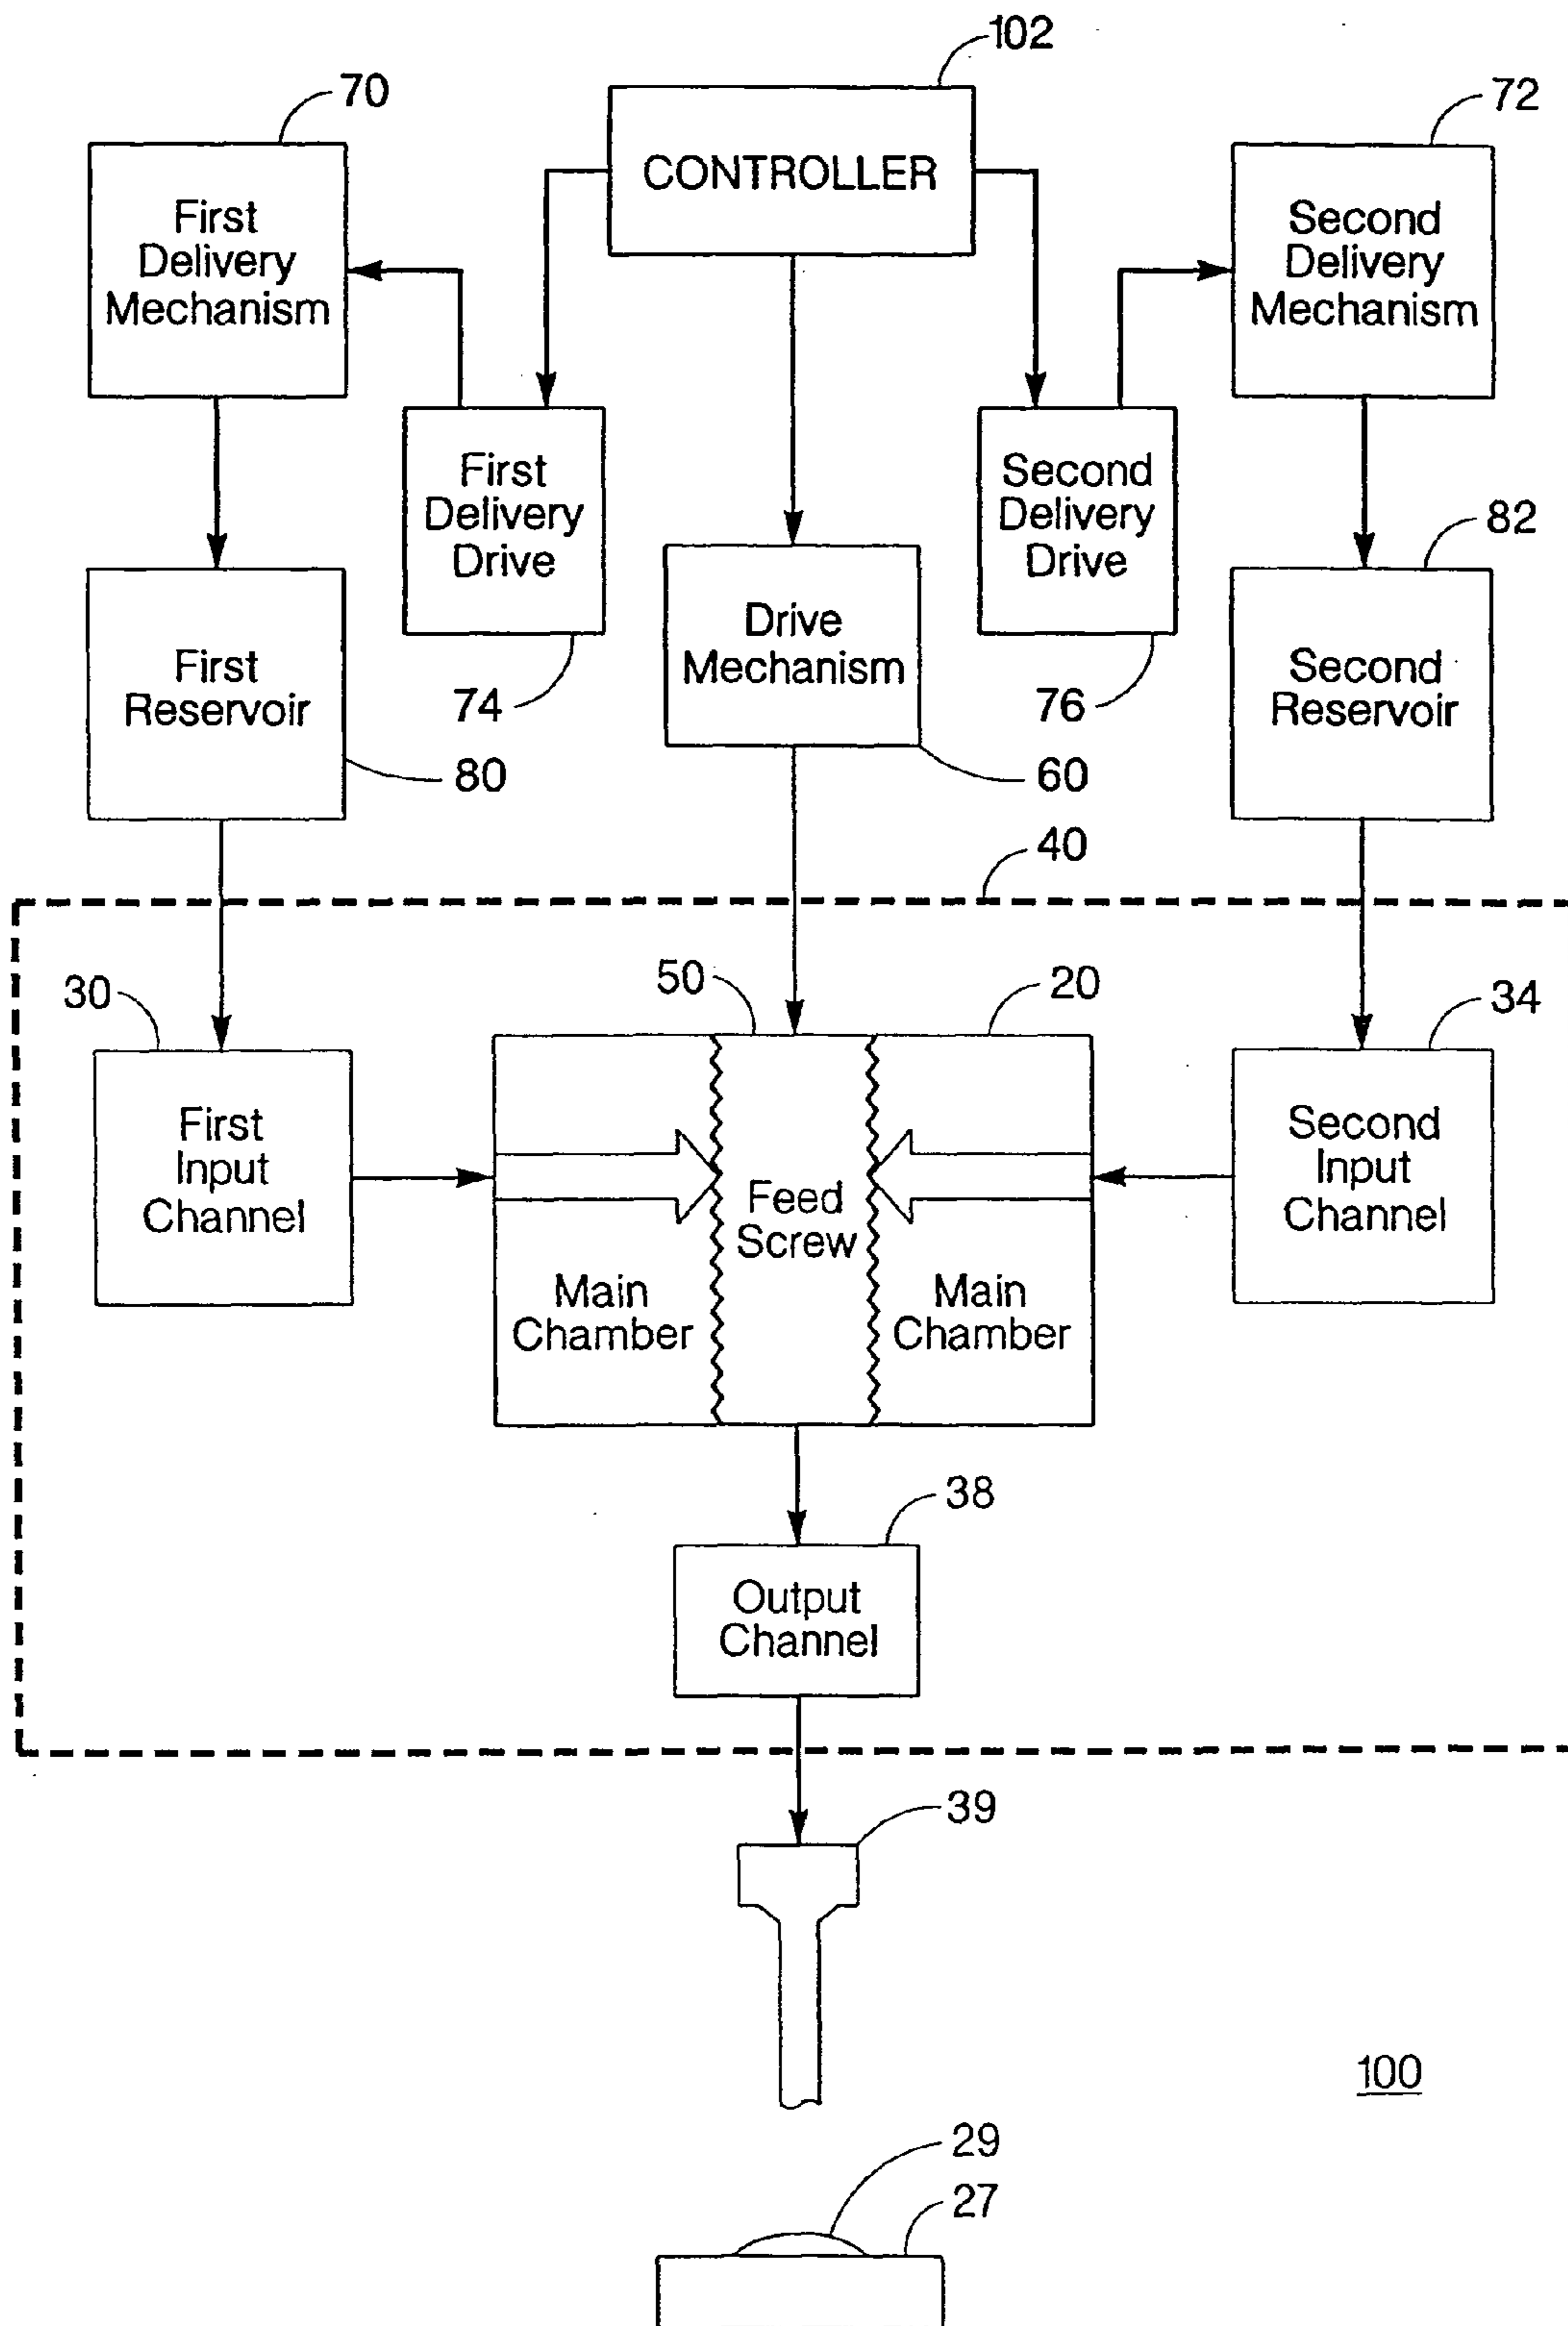 102
70
72
CONTROLLER
First
Delivery
Mechanism
Second
Delivery
Mechanism
First
Delivery
Drive
Second
Delivery
Drive
82
Drive
Mechanism
First
Reservoir
Second
Reservoir
74
76
80
60
40
50
20
30
34
First
Input
Channel
Second
Input
Channel
Feed
Screw
Main
Chamber
Main
Chamber
38
Output
Channel
39
100
29
27